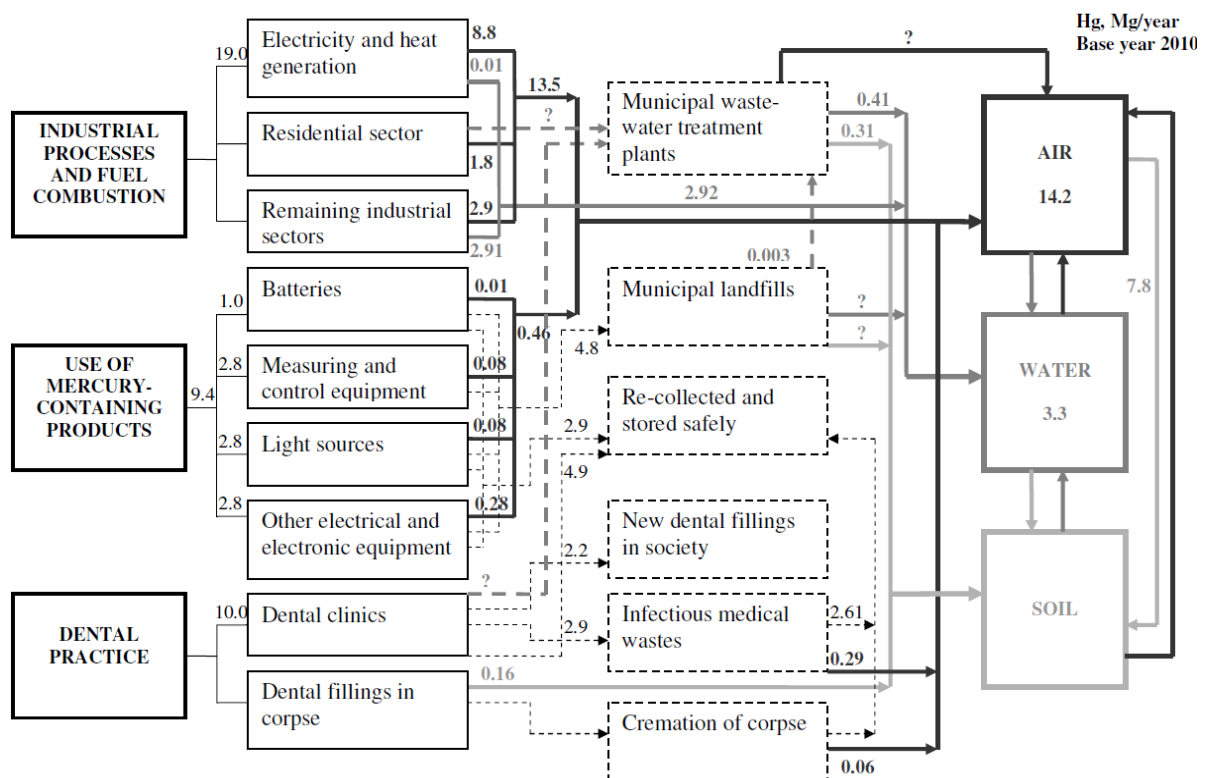 Hg, Mg/year
Base year 2010
INDUSTRIAL
PROCESSES
AND FUEL
COMBUSTION
19.0
Electricity and heat
generation
8.8
0.01
13.5
Residential sector
?
1.8
Remaining industrial
sectors
2.9
2.91
2.92
USE OF
MERCURY-
CONTAINING
PRODUCTS
9.4
1.0
2.8
2.8
2.8
Batteries
0.01
0.46
Measuring and
control equipment
0.08
Light sources
0.08
Other electrical and
electronic equipment
0.28
4.8
2.9
4.9
DENTAL
PRACTICE
10.0
Dental clinics
?
2.2
2.9
Dental fillings in
corpse
0.16
Municipal waste-
water treatment
plants
?
0.41
0.31
0.003
Municipal landfills
?
?
Re-collected and
stored safely
New dental fillings
in society
Infectious medical
wastes
2.61
0.29
Cremation of corpse
0.06
AIR
14.2
7.8
WATER
3.3
SOIL